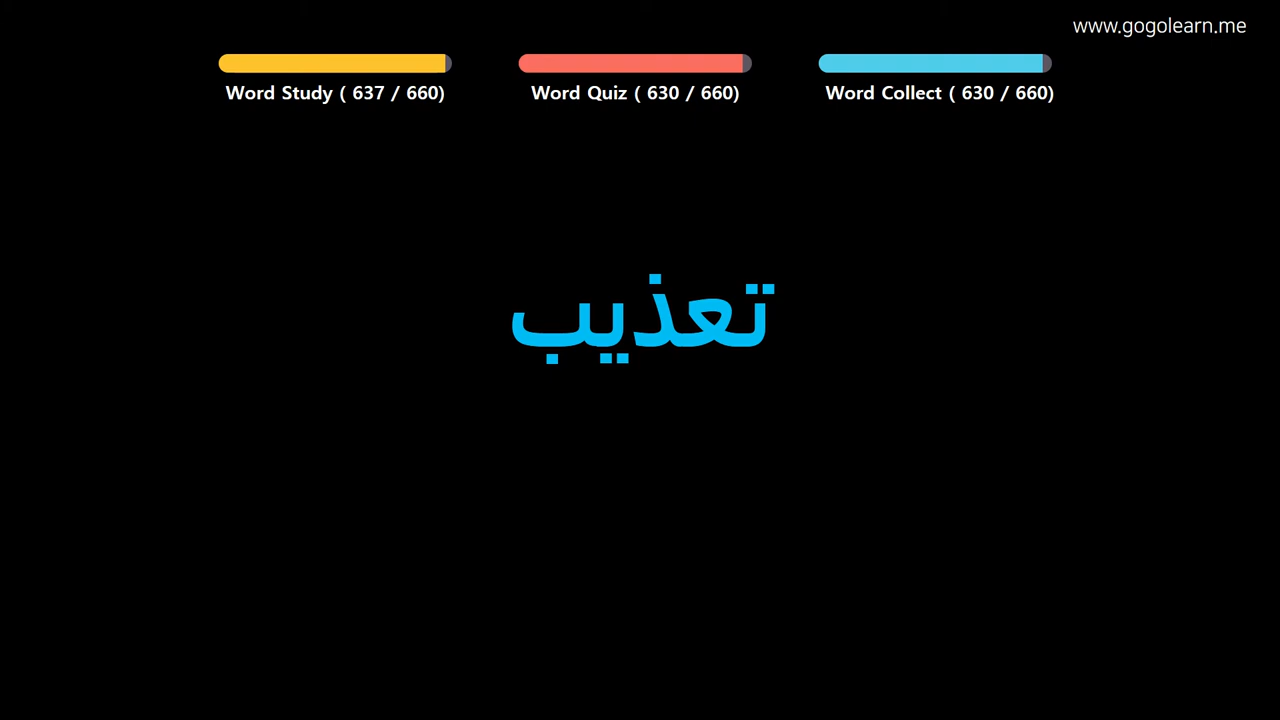 www.gogolearn.me
Word Study ( 637 / 660)
Word Quiz ( 630 / 660)
Word Collect ( 630 / 660)
تعذيب